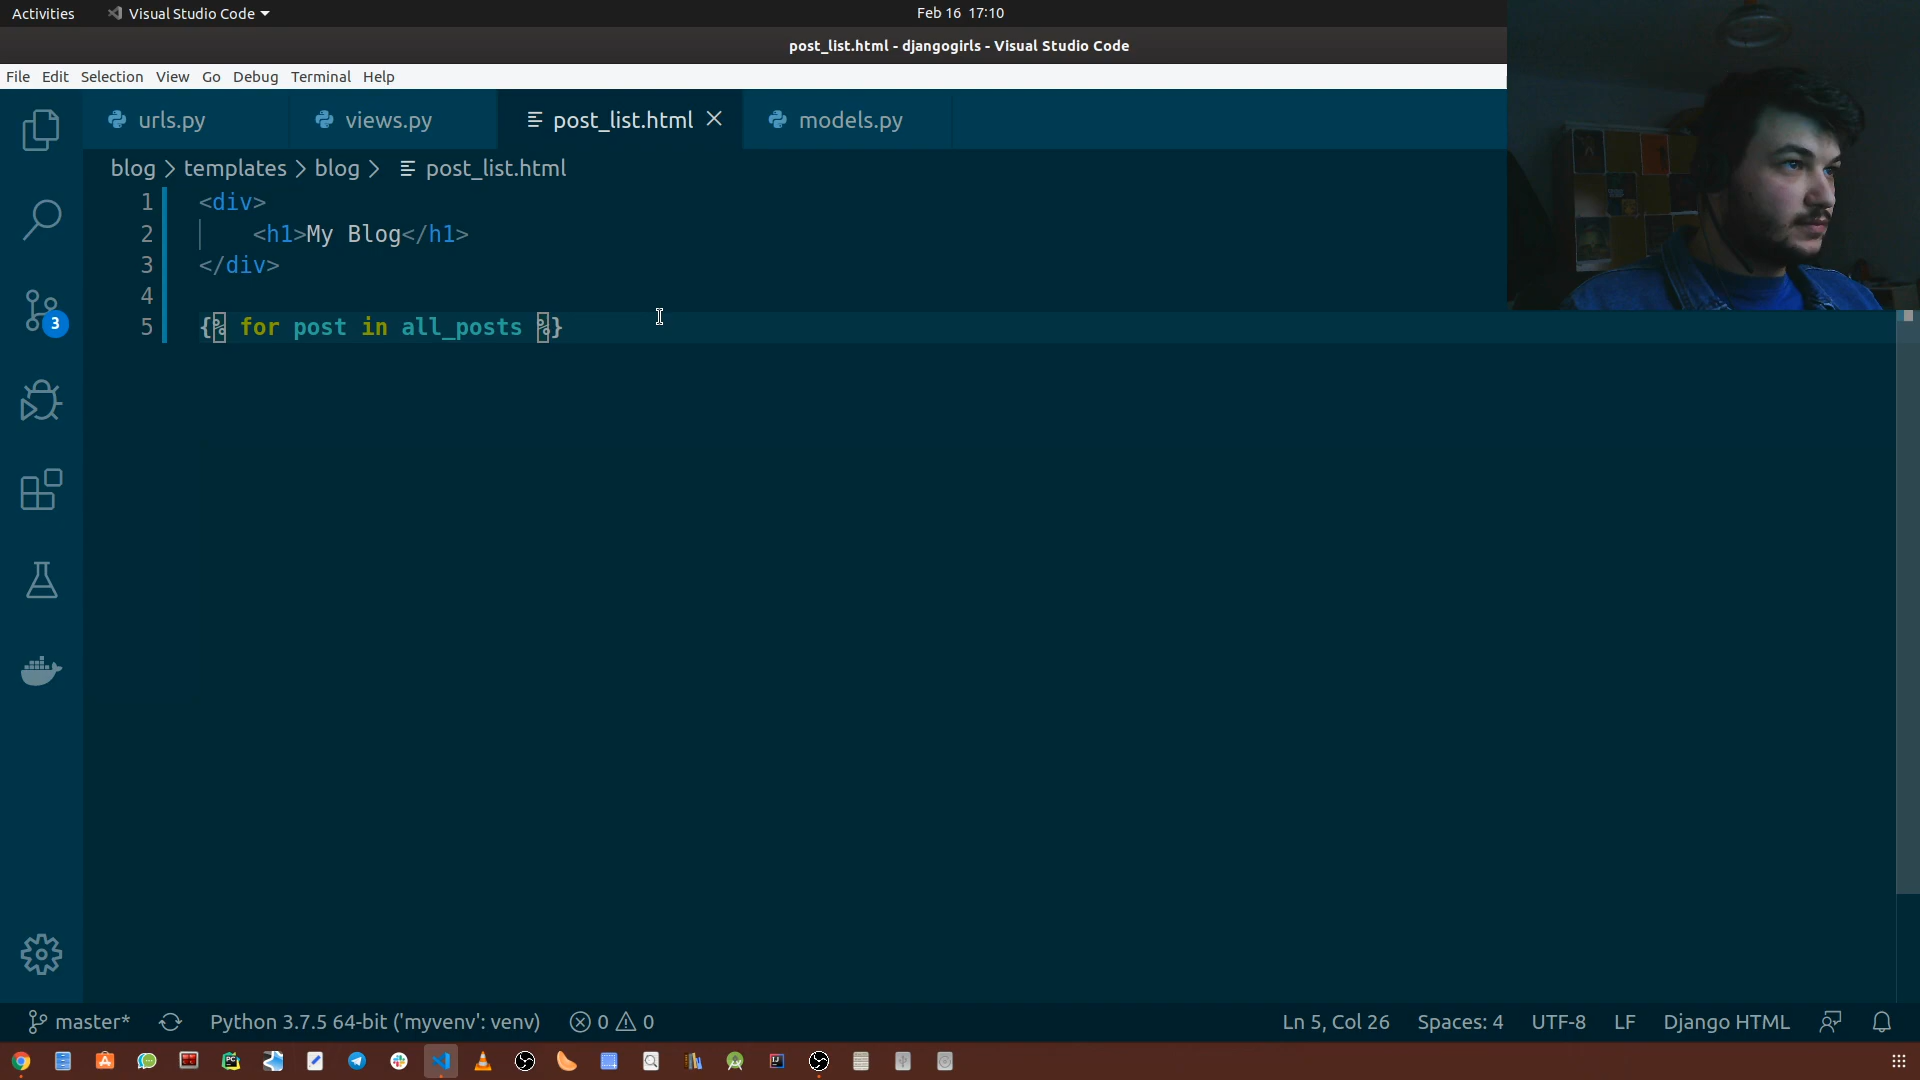 Activities Visual Studio Code Feb 16 17:10
post_list.html - djangogirls - Visual Studio Code
File Edit Selection View Go Debug Terminal Help
urls.py views.py post_list.html models.py
blog > templates > blog > post_list.html
1 <div>
2 <h1>My Blog</h1>
3 </div>
4
5 {% for post in all_posts %}
3
master* Python 3.7.5 64-bit ('myvenv': venv) 0 0 Ln 5, Col 26 Spaces: 4 UTF-8 LF Django HTML